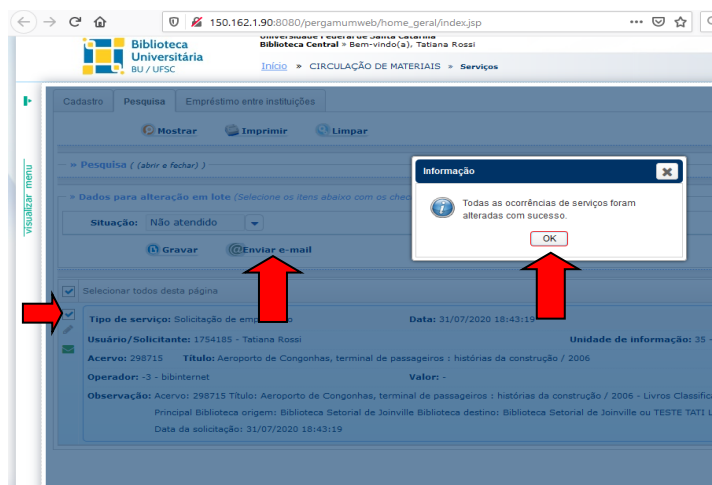 150.162.1.90:8080/pergamumweb/home_geral/index.jsp
Universidade Federal de Santa Catarina
Biblioteca Central » Bem-vindo(a), Tatiana Rossi
Biblioteca
Universitária
BU / UFSC
Início » CIRCULAÇÃO DE MATERIAIS » Serviços
visualizar menu
Cadastro Pesquisa Empréstimo entre instituições
Mostrar Imprimir Limpar
» Pesquisa ( (abrir e fechar) )
» Dados para alteração em lote (Selecione os itens abaixo com os
Situação: Não atendido
Gravar @Enviar e-mail
Informação
Todas as ocorrências de serviços foram
alteradas com sucesso.
OK
Selecionar todos desta página
Tipo de serviço: Solicitação de Data: 31/07/2020 18:43:19
Usuário/Solicitante: 1754185 - Tatiana Rossi Unidade de informação: 35 -
Acervo: 298715 Título: Aeroporto de Congonhas, terminal de passageiros : histórias da construção / 2006
Operador: -3 - bibinternet Valor: -
Observação: Acervo: 298715 Título: Aeroporto de Congonhas, terminal de passageiros : histórias da construção / 2006 - Livros Classific
Principal Biblioteca origem: Biblioteca Setorial de Joinville Biblioteca destino: Biblioteca Setorial de Joinville ou TESTE TATI L
Data da solicitação: 31/07/2020 18:43:19